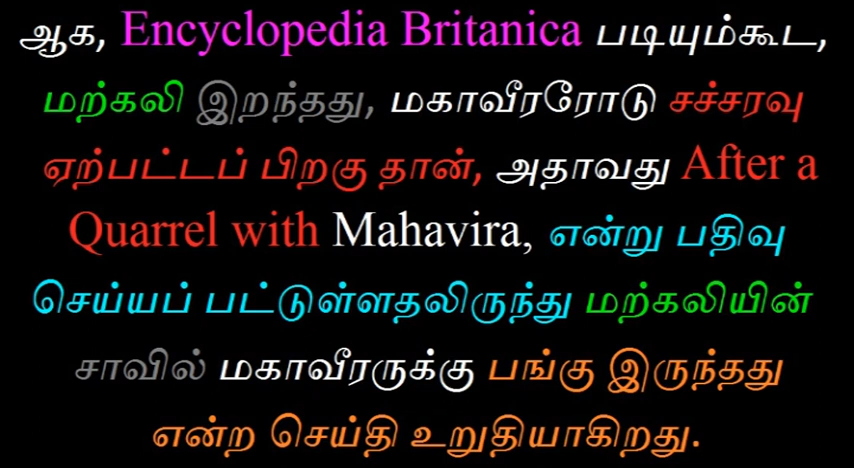 ஆக, Encyclopedia Britanica படியும்கூட,
மற்கலி இறந்தது, மகாவீரரோடு சச்சரவு
ஏற்பட்டப் பிறகு தான், அதாவது After a
Quarrel with Mahavira, என்று பதிவு
செய்யப் பட்டுள்ளதலிருந்து மற்கலியின்
சாவில் மகாவீரருக்கு பங்கு இருந்தது
என்ற செய்தி உறுதியாகிறது.